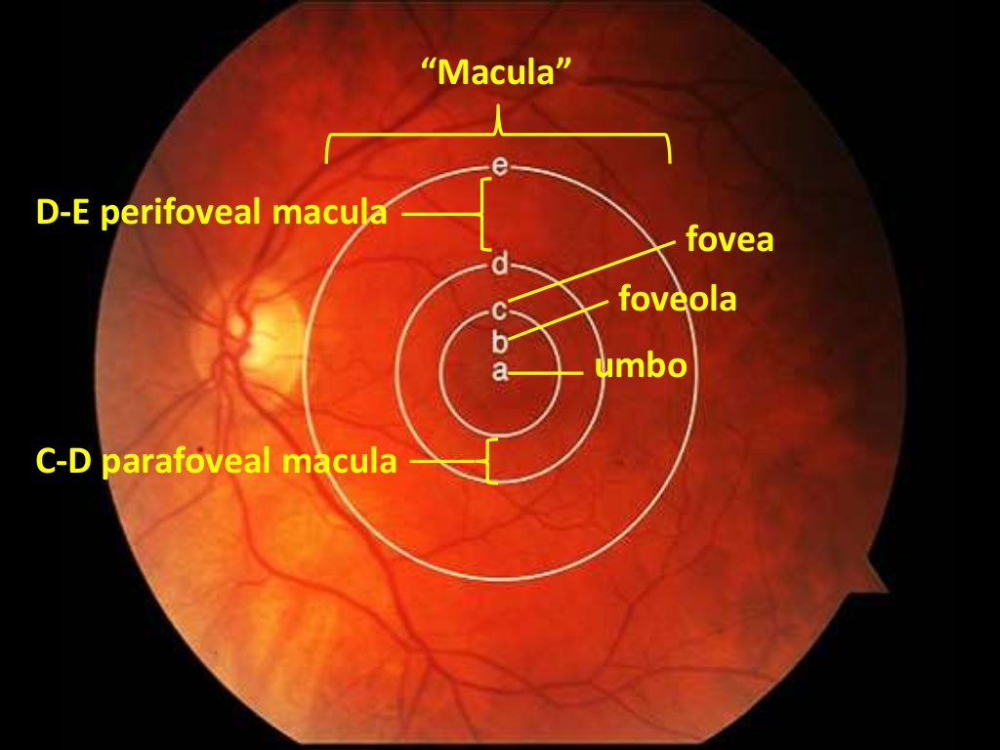 “Macula”
e
D-E perifoveal macula
fovea
d
foveola
c
b
a
umbo
C-D parafoveal macula